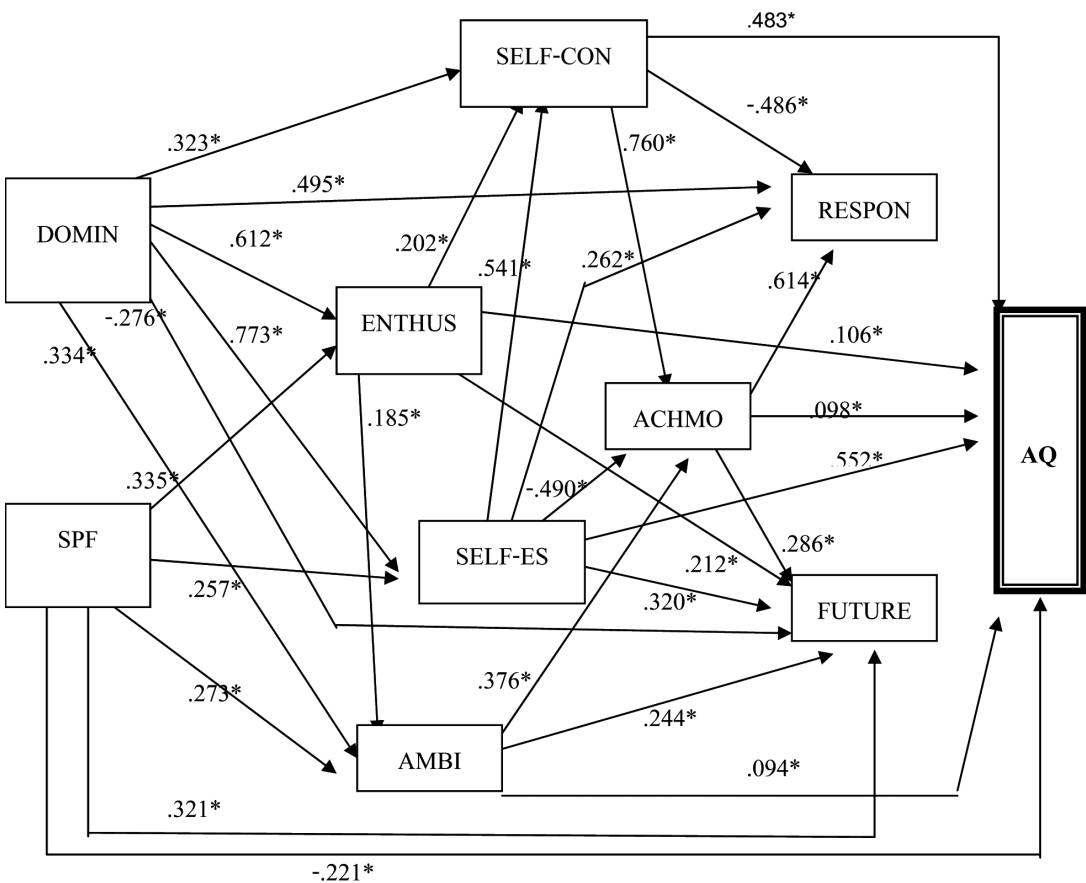 .483*
SELF-CON
-.486*
.323*
.760*
.495*
RESPON
DOMIN
.612*
.202*
.541*
.262*
.614*
-.276*
ENTHUS
.773*
.334*
.106*
.185*
ACHMO
.098*
AQ
.552*
.335*
-.490*
SPF
SELF-ES
.286*
.212*
.257*
.320*
FUTURE
.273*
.376*
.244*
AMBI
.094*
.321*
-.221*